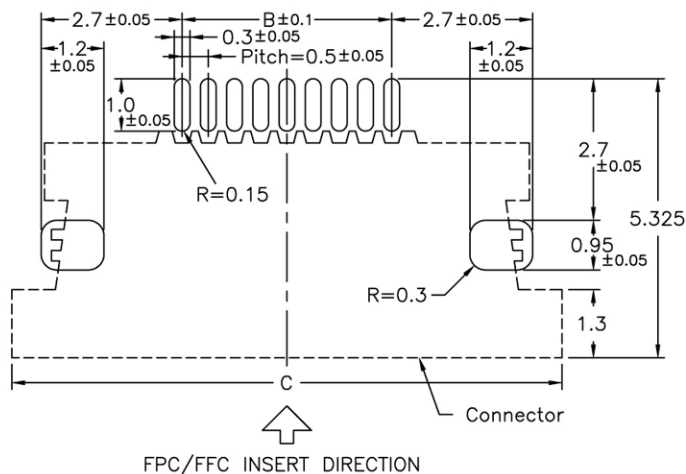 2.7±0.05
B±0.1
2.7±0.05
1.2
±0.05
0.3±0.05
1.2
±0.05
Pitch=0.5±0.05
1.0
±0.05
R=0.15
2.7
±0.05
5.325
0.95
±0.05
R=0.3
1.3
C
Connector
FPC/FFC INSERT DIRECTION